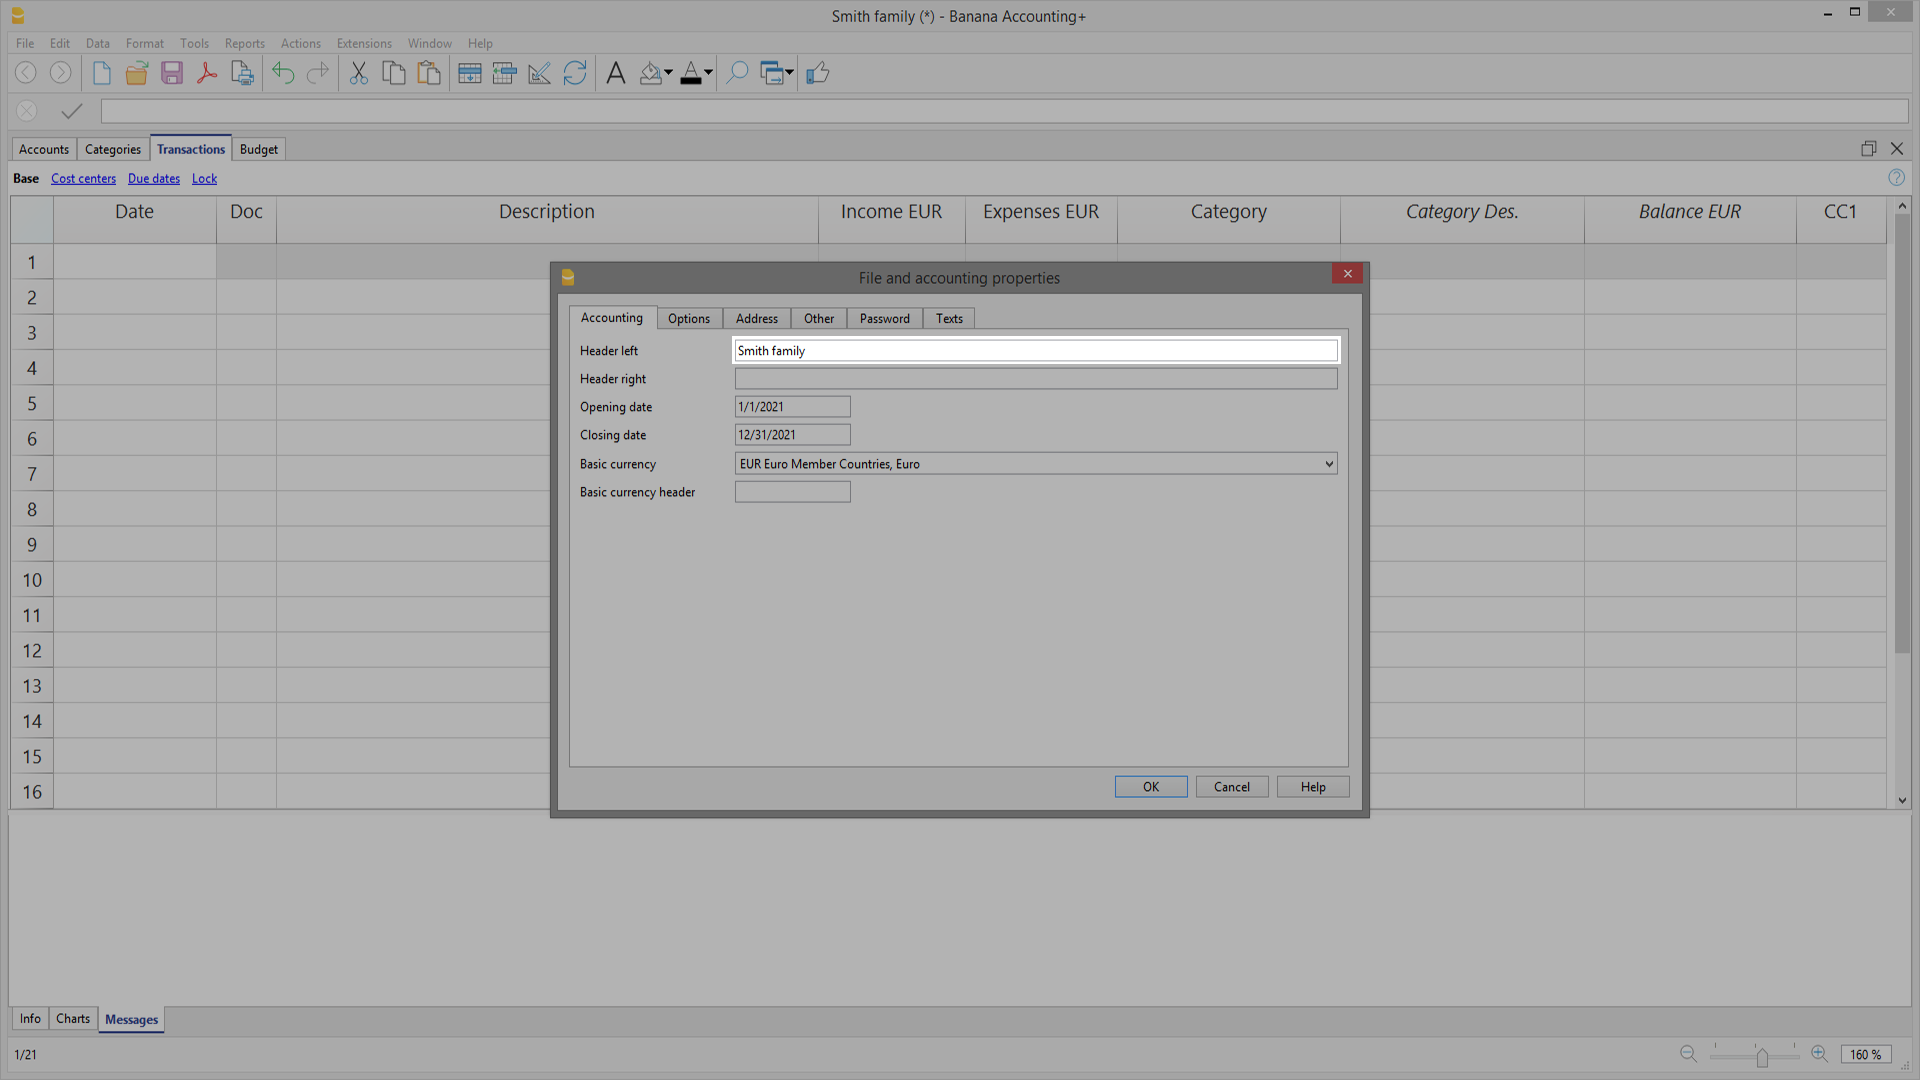 Smith family (*) - Banana Accounting+
File Edit Data Format Tools Reports Actions Extensions Window Help
Accounts Categories Transactions Budget
Base Cost centers Due dates Lock
Date Doc Description Income EUR Expenses EUR Category Category Des. Balance EUR CC1
1
2
3
4
5
6
7
8
9
10
11
12
13
14
15
16
File and accounting properties
Accounting Options Address Other Password Texts
Header left Smith family
Header right
Opening date 1/1/2021
Closing date 12/31/2021
Basic currency EUR Euro Member Countries, Euro
Basic currency header
OK Cancel Help
Info Charts Messages
1/21 160 %